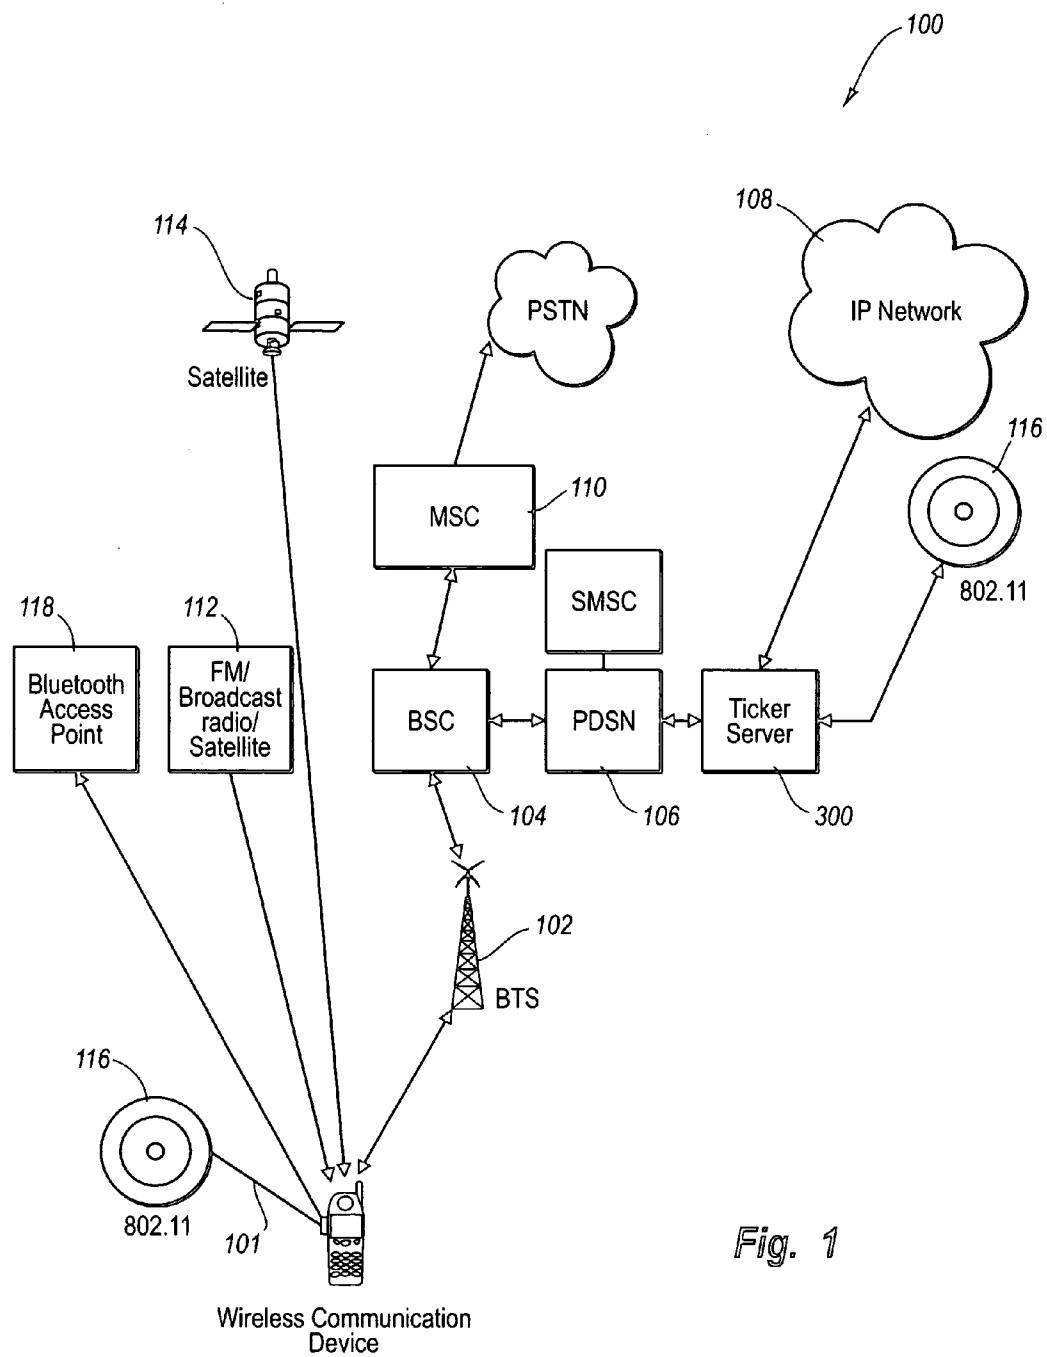 100
108
114
PSTN
IP Network
Satellite
116
110
MSC
802.11
SMSC
118
112
Bluetooth
Access
Point
FM/
Broadcast
radio/
Satellite
BSC
PDSN
Ticker
Server
104
106
300
102
BTS
116
802.11
101
Wireless Communication
Device
Fig. 1